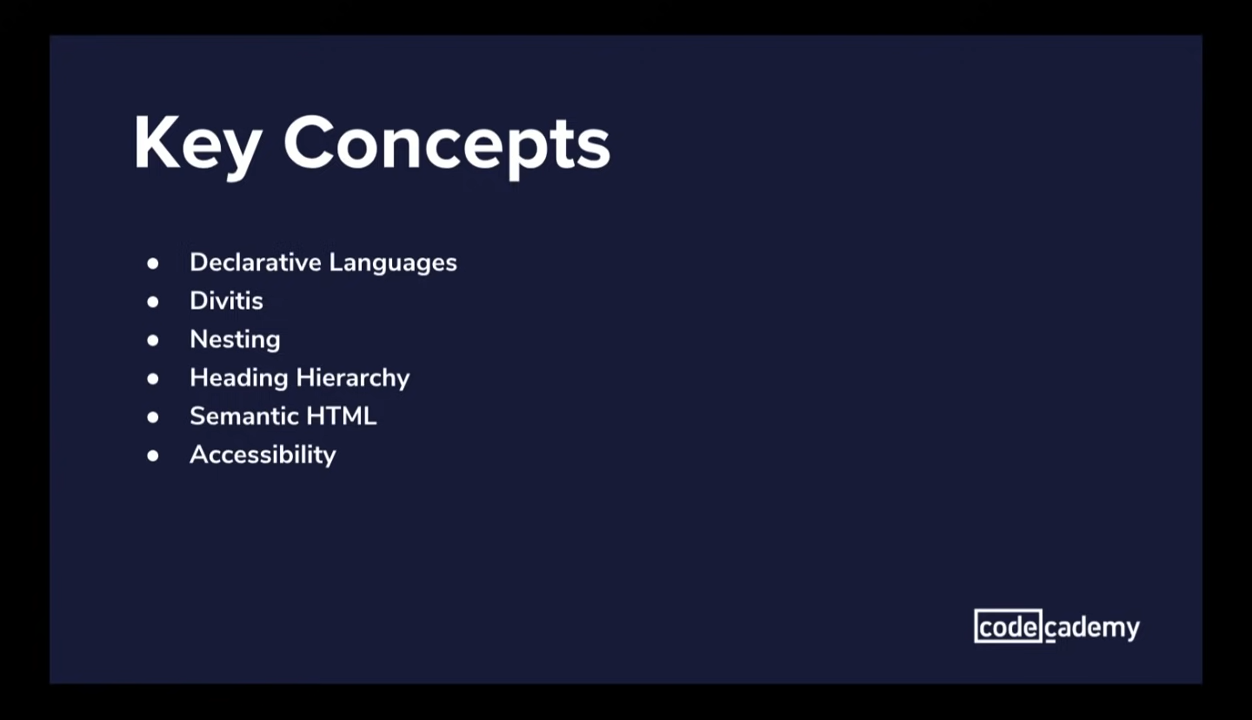 Key Concepts
● Declarative Languages
● Divitis
● Nesting
● Heading Hierarchy
● Semantic HTML
● Accessibility
codecademy